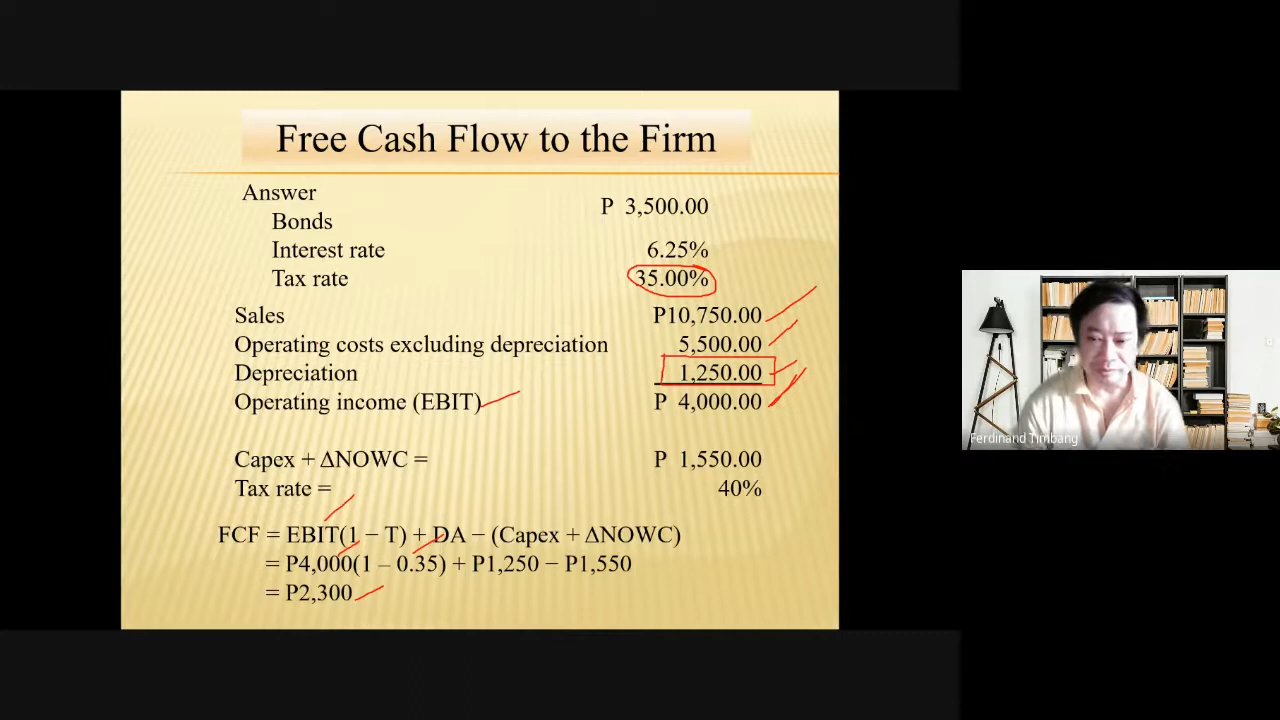 Free Cash Flow to the Firm
Answer
Bonds P 3,500.00
Interest rate 6.25%
Tax rate 35.00%
Sales P10,750.00
Operating costs excluding depreciation 5,500.00
Depreciation 1,250.00
Operating income (EBIT) P 4,000.00
Capex + ΔNOWC = P 1,550.00
Tax rate = 40%
FCF = EBIT(1 − T) + DA − (Capex + ΔNOWC)
= P4,000(1 – 0.35) + P1,250 − P1,550
= P2,300
Ferdinand Timbang